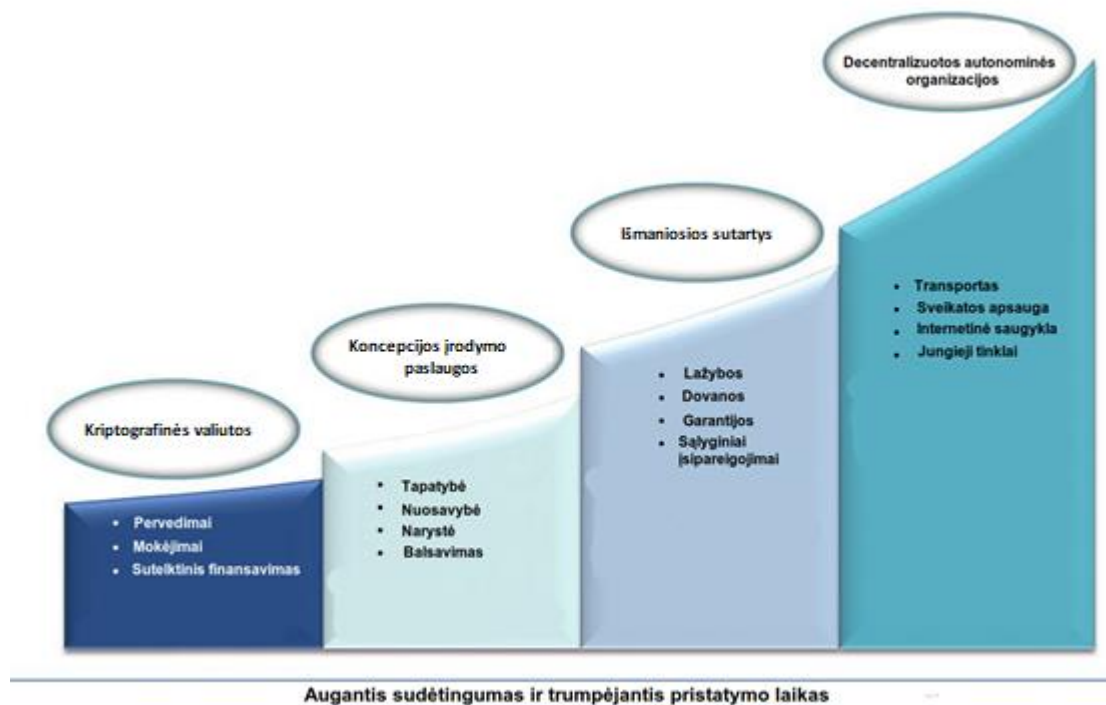 Decentralizuotos autonominės
organizacijos
Išmaniosios sutartys
Koncepcijos įrodymo
paslaugos
Kriptografinės valiutos
• Pervedimai
• Mokėjimai
• Sutelktinis finansavimas
• Tapatybė
• Nuosavybė
• Narystė
• Balsavimas
• Lažybos
• Dovanos
• Garantijos
• Sąlyginiai
įsipareigojimai
• Transportas
• Sveikatos apsauga
• Internetinė saugykla
• Jungieji tinklai
Augantis sudėtingumas ir trumpėjantis pristatymo laikas